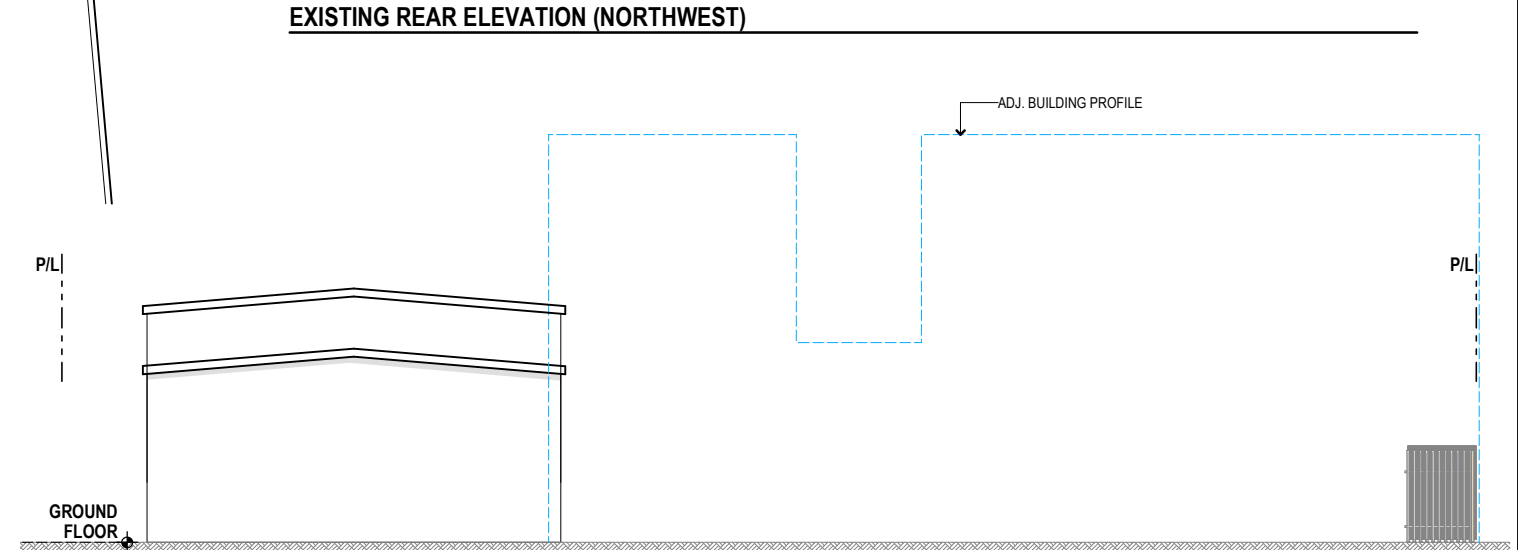 EXISTING REAR ELEVATION (NORTHWEST)
ADJ. BUILDING PROFILE
P/L
P/L
GROUND
FLOOR